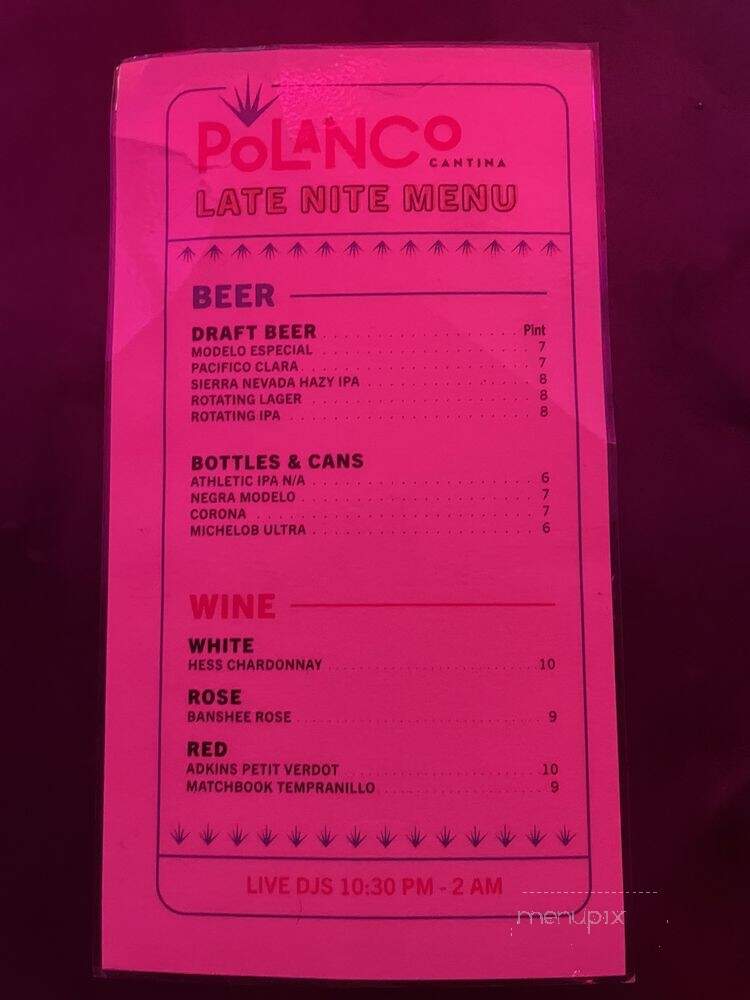 POLANCO
CANTINA
LATE NITE MENU
BEER
DRAFT BEER . . . . . . . . . . . . . . . . . . . Pint
MODELO ESPECIAL . . . . . . . . . . . . . . . . . . . 7
PACIFICO CLARA . . . . . . . . . . . . . . . . . . . 7
SIERRA NEVADA HAZY IPA . . . . . . . . . . . . . . . 8
ROTATING LAGER . . . . . . . . . . . . . . . . . . . 8
ROTATING IPA . . . . . . . . . . . . . . . . . . . 8
BOTTLES & CANS
ATHLETIC IPA N/A . . . . . . . . . . . . . . . . . . . 6
NEGRA MODELO . . . . . . . . . . . . . . . . . . . 7
CORONA . . . . . . . . . . . . . . . . . . . 7
MICHELOB ULTRA . . . . . . . . . . . . . . . . . . . 6
WINE
WHITE
HESS CHARDONNAY . . . . . . . . . . . . . . . . . . . 10
ROSE
BANSHEE ROSE . . . . . . . . . . . . . . . . . . . 9
RED
ADKINS PETIT VERDOT . . . . . . . . . . . . . . . . . . . 10
MATCHBOOK TEMPRANILLO . . . . . . . . . . . . . . . . . . . 9
LIVE DJS 10:30 PM - 2 AM
menupix